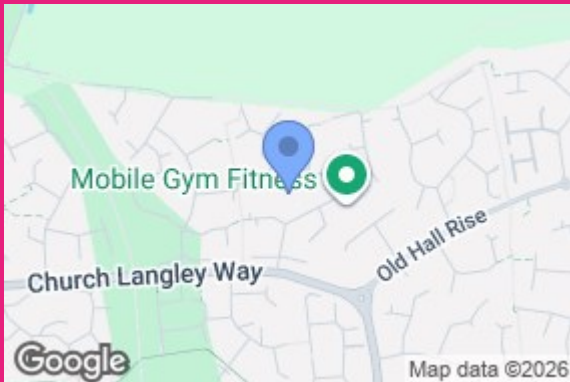 Mobile Gym Fitness
Old Hall Rise
Church Langley Way
Google
Map data ©2026